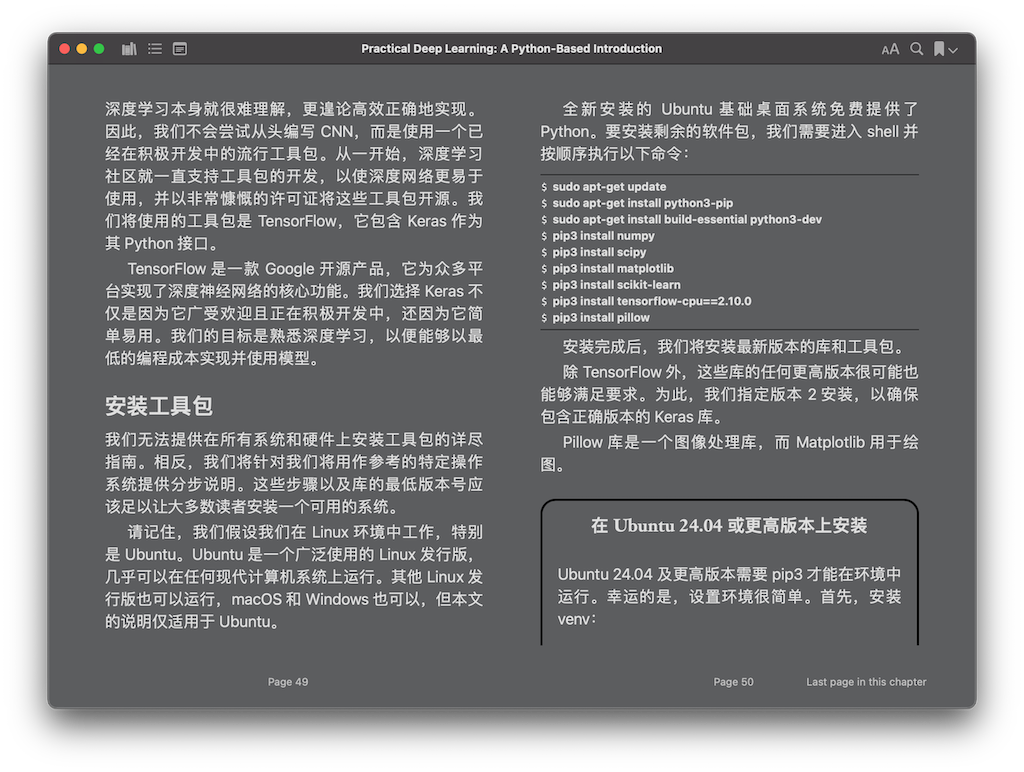 Practical Deep Learning: A Python-Based Introduction
AA
深度学习本身就很难理解，更遑论高效正确地实现。
因此，我们不会尝试从头编写 CNN，而是使用一个已
经在积极开发中的流行工具包。从一开始，深度学习
社区就一直支持工具包的开发，以使深度网络更易于
使用，并以非常慷慨的许可证将这些工具包开源。我
们将使用的工具包是 TensorFlow，它包含 Keras 作为
其 Python 接口。
TensorFlow 是一款 Google 开源产品，它为众多平
台实现了深度神经网络的核心功能。我们选择 Keras 不
仅是因为它广受欢迎且正在积极开发中，还因为它简
单易用。我们的目标是熟悉深度学习，以便能够以最
低的编程成本实现并使用模型。
安装工具包
我们无法提供在所有系统和硬件上安装工具包的详尽
指南。相反，我们将针对我们将用作参考的特定操作
系统提供分步说明。这些步骤以及库的最低版本号应
该足以让大多数读者安装一个可用的系统。
请记住，我们假设我们在 Linux 环境中工作，特别
是 Ubuntu。Ubuntu 是一个广泛使用的 Linux 发行版，
几乎可以在任何现代计算机系统上运行。其他 Linux 发
行版也可以运行，macOS 和 Windows 也可以，但本文
的说明仅适用于 Ubuntu。
Page 49
全新安装的 Ubuntu 基础桌面系统免费提供了
Python。要安装剩余的软件包，我们需要进入 shell 并
按顺序执行以下命令：
$ sudo apt-get update
$ sudo apt-get install python3-pip
$ sudo apt-get install build-essential python3-dev
$ pip3 install numpy
$ pip3 install scipy
$ pip3 install matplotlib
$ pip3 install scikit-learn
$ pip3 install tensorflow-cpu==2.10.0
$ pip3 install pillow
安装完成后，我们将安装最新版本的库和工具包。
除 TensorFlow 外，这些库的任何更高版本很可能也
能够满足要求。为此，我们指定版本 2 安装，以确保
包含正确版本的 Keras 库。
Pillow 库是一个图像处理库，而 Matplotlib 用于绘
图。
在 Ubuntu 24.04 或更高版本上安装
Ubuntu 24.04 及更高版本需要 pip3 才能在环境中
运行。幸运的是，设置环境很简单。首先，安装
venv：
Page 50
Last page in this chapter